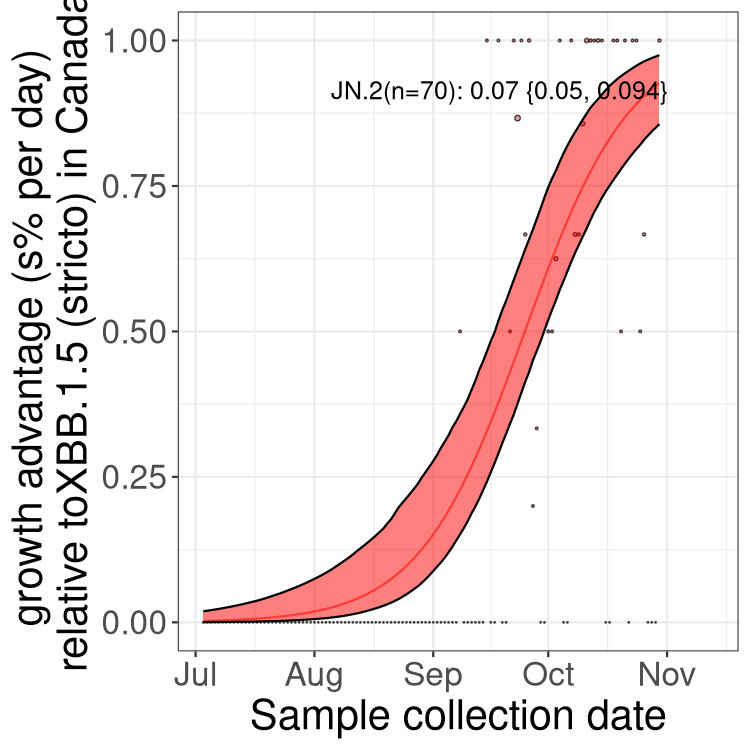 growth advantage (s% per day)
relative toXBB.1.5 (stricto) in Canada
1.00
0.75
0.50
0.25
0.00
JN.2(n=70): 0.07 {0.05, 0.094}
Jul Aug Sep Oct Nov
Sample collection date